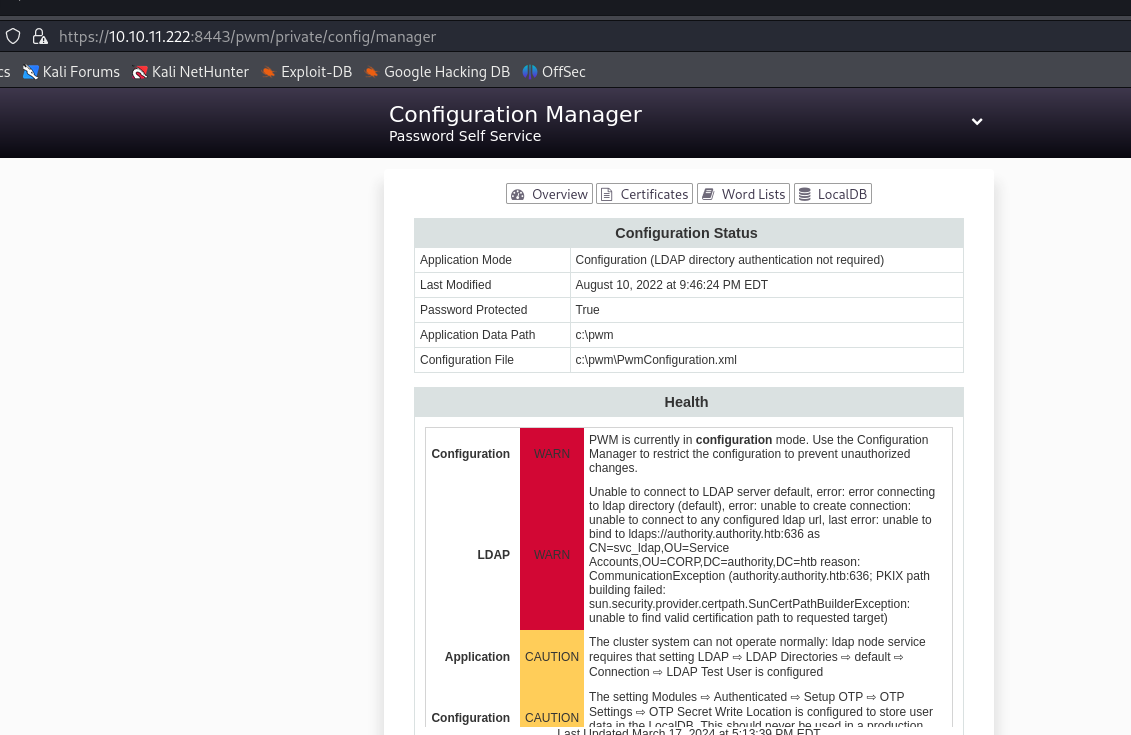 https://10.10.11.222:8443/pwm/private/config/manager
cs Kali Forums Kali NetHunter Exploit-DB Google Hacking DB OffSec
Configuration Manager
Password Self Service
Overview Certificates Word Lists LocalDB
Configuration Status
Application Mode Configuration (LDAP directory authentication not required)
Last Modified August 10, 2022 at 9:46:24 PM EDT
Password Protected True
Application Data Path c:\pwm
Configuration File c:\pwm\PwmConfiguration.xml
Health
PWM is currently in configuration mode. Use the Configuration
Configuration WARN Manager to restrict the configuration to prevent unauthorized
changes.
Unable to connect to LDAP server default, error: error connecting
to ldap directory (default), error: unable to create connection:
unable to connect to any configured ldap url, last error: unable to
bind to ldaps://authority.authority.htb:636 as
CN=svc_ldap,OU=Service
LDAP WARN Accounts,OU=CORP,DC=authority,DC=htb reason:
CommunicationException (authority.authority.htb:636; PKIX path
building failed:
sun.security.provider.certpath.SunCertPathBuilderException:
unable to find valid certification path to requested target)
The cluster system can not operate normally: ldap node service
Application CAUTION requires that setting LDAP ⇨ LDAP Directories ⇨ default ⇨
Connection ⇨ LDAP Test User is configured
The setting Modules ⇨ Authenticated ⇨ Setup OTP ⇨ OTP
Configuration CAUTION Settings ⇨ OTP Secret Write Location is configured to store user
data in the LocalDB. This should never be used in a production
Last Updated March 17, 2024 at 5:13:39 PM EDT